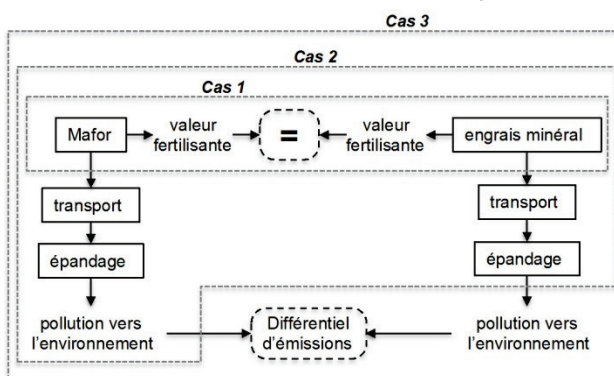 Cas 3
Cas 2
Cas 1
Mafor
valeur
fertilisante
=
valeur
fertilisante
engrais minéral
transport
transport
épandage
épandage
pollution vers
l'environnement
Différentiel
d'émissions
pollution vers
l'environnement